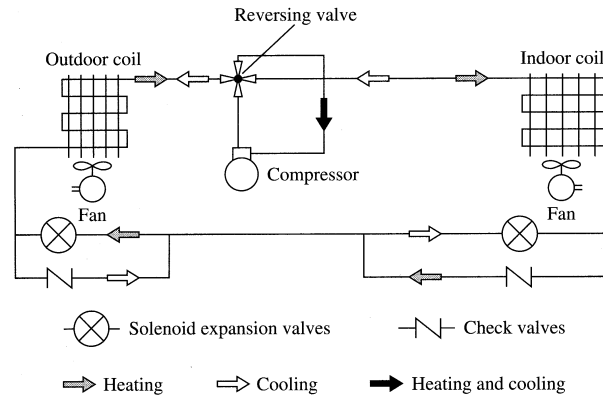 Reversing valve
Outdoor coil
Indoor coil
Compressor
Fan
Fan
Solenoid expansion valves
Check valves
Heating
Cooling
Heating and cooling